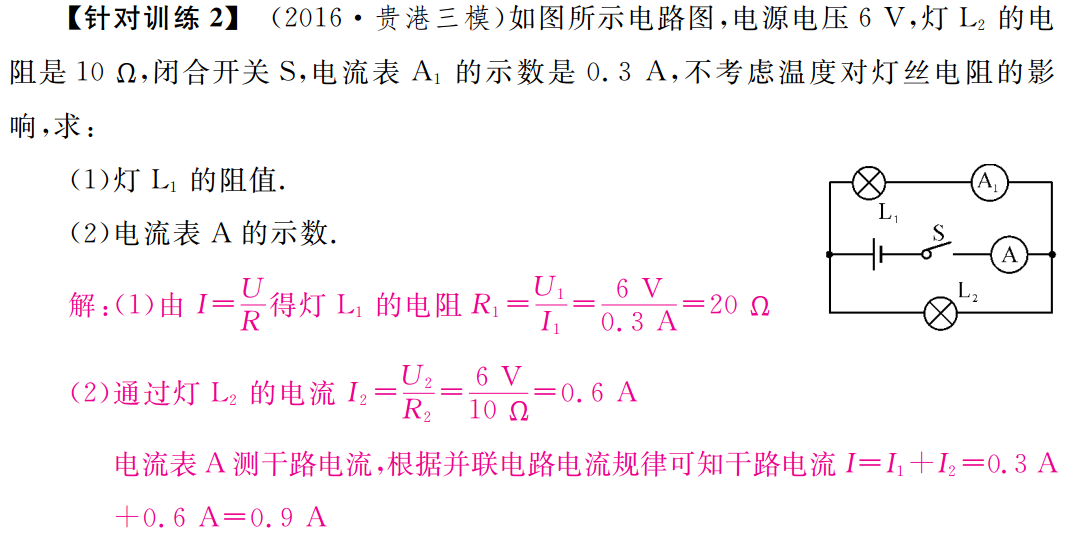 【针对训练 2】 (2016·贵港三模)如图所示电路图,电源电压 6 V,灯 L₂ 的电
阻是 10 Ω,闭合开关 S,电流表 A₁ 的示数是 0.3 A,不考虑温度对灯丝电阻的影
响,求:
(1)灯 L₁ 的阻值.
(2)电流表 A 的示数.
A₁
L₁
S
A
L₂
解:(1)由 I=U/R得灯 L₁ 的电阻 R₁=U₁/I₁=6 V/0.3 A=20 Ω
(2)通过灯 L₂ 的电流 I₂=U₂/R₂=6 V/10 Ω=0.6 A
电流表 A 测干路电流,根据并联电路电流规律可知干路电流 I=I₁+I₂=0.3 A
+0.6 A=0.9 A